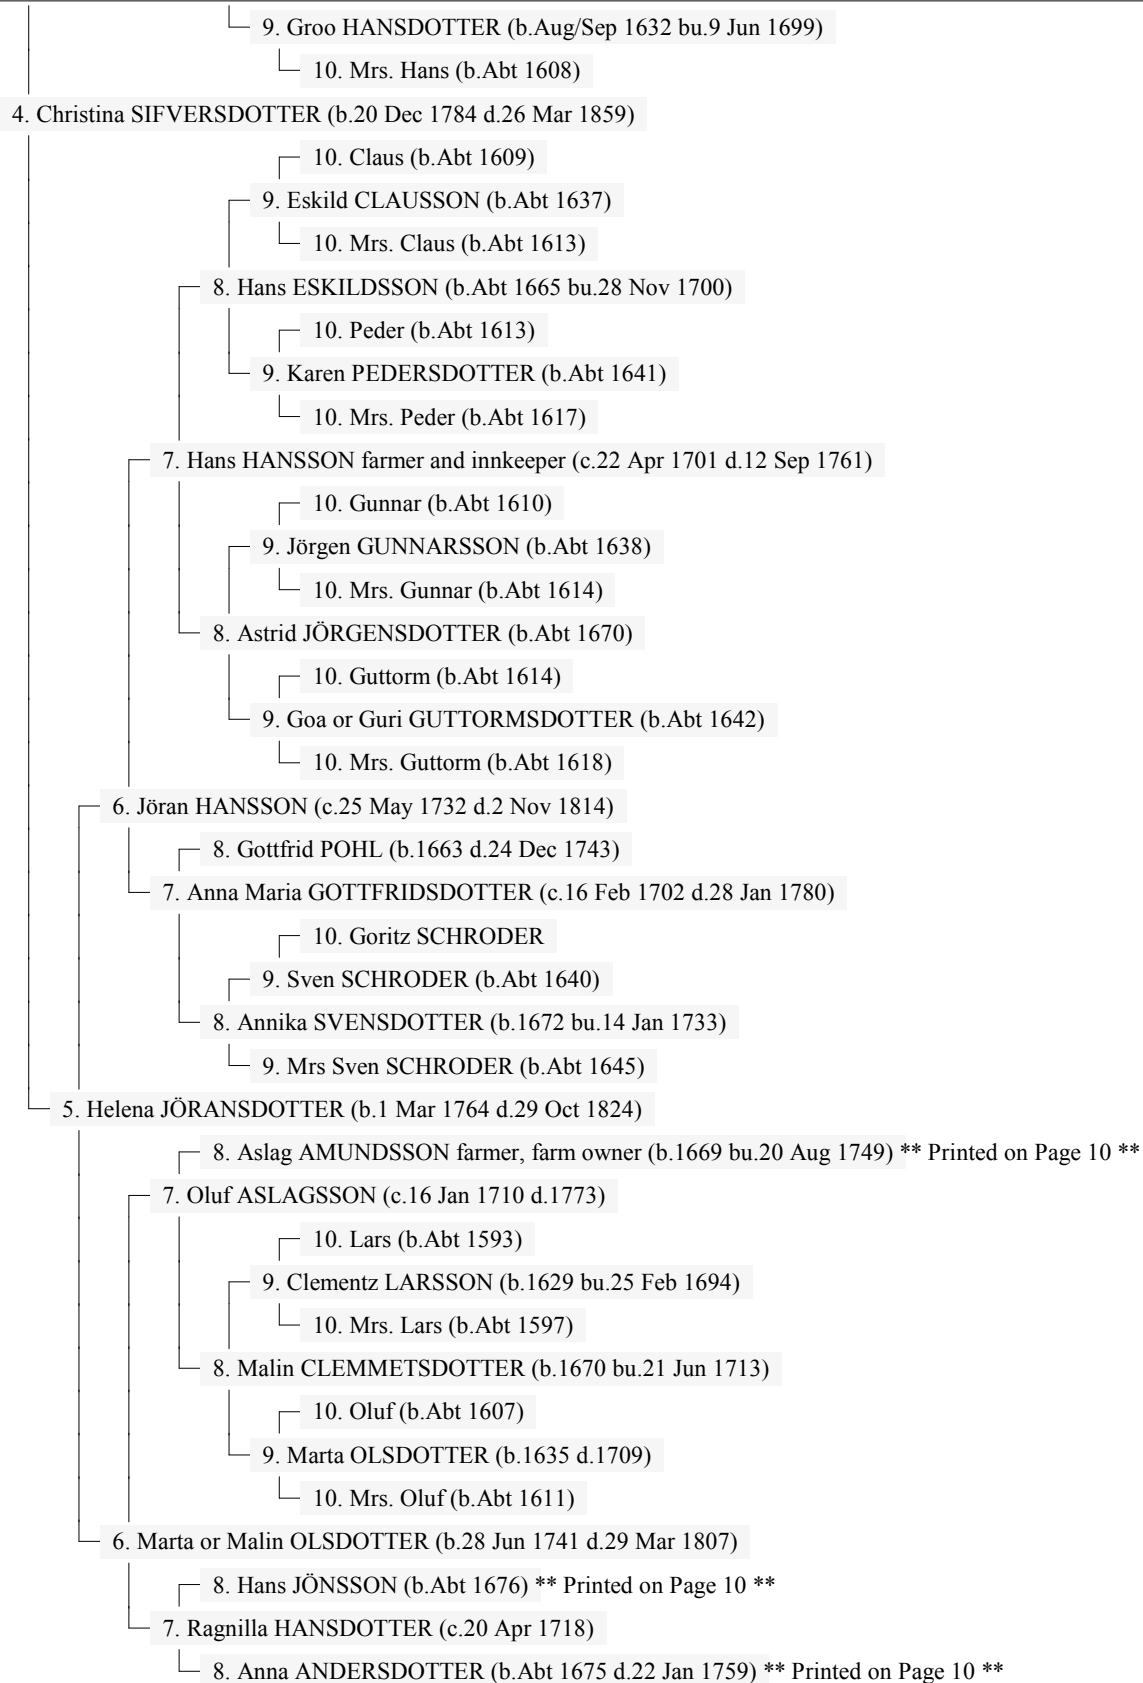 9. Groo HANSDOTTER (b.Aug/Sep 1632 bu.9 Jun 1699)
10. Mrs. Hans (b.Abt 1608)
4. Christina SIFVERSDOTTER (b.20 Dec 1784 d.26 Mar 1859)
10. Claus (b.Abt 1609)
9. Eskild CLAUSSON (b.Abt 1637)
10. Mrs. Claus (b.Abt 1613)
8. Hans ESKILDSSON (b.Abt 1665 bu.28 Nov 1700)
10. Peder (b.Abt 1613)
9. Karen PEDERSDOTTER (b.Abt 1641)
10. Mrs. Peder (b.Abt 1617)
7. Hans HANSSON farmer and innkeeper (c.22 Apr 1701 d.12 Sep 1761)
10. Gunnar (b.Abt 1610)
9. Jörgen GUNNARSSON (b.Abt 1638)
10. Mrs. Gunnar (b.Abt 1614)
8. Astrid JÖRGENSDOTTER (b.Abt 1670)
10. Guttorm (b.Abt 1614)
9. Goa or Guri GUTTORMSDOTTER (b.Abt 1642)
10. Mrs. Guttorm (b.Abt 1618)
6. Jöran HANSSON (c.25 May 1732 d.2 Nov 1814)
8. Gottfrid POHL (b.1663 d.24 Dec 1743)
7. Anna Maria GOTTFRIDSDOTTER (c.16 Feb 1702 d.28 Jan 1780)
10. Goritz SCHRODER
9. Sven SCHRODER (b.Abt 1640)
8. Annika SVENSDOTTER (b.1672 bu.14 Jan 1733)
9. Mrs Sven SCHRODER (b.Abt 1645)
5. Helena JÖRANSDOTTER (b.1 Mar 1764 d.29 Oct 1824)
8. Aslag AMUNDSSON farmer, farm owner (b.1669 bu.20 Aug 1749) ** Printed on Page 10 **
7. Oluf ASLAGSSON (c.16 Jan 1710 d.1773)
10. Lars (b.Abt 1593)
9. Clementz LARSSON (b.1629 bu.25 Feb 1694)
10. Mrs. Lars (b.Abt 1597)
8. Malin CLEMMETSDOTTER (b.1670 bu.21 Jun 1713)
10. Oluf (b.Abt 1607)
9. Marta OLSDOTTER (b.1635 d.1709)
10. Mrs. Oluf (b.Abt 1611)
6. Marta or Malin OLSDOTTER (b.28 Jun 1741 d.29 Mar 1807)
8. Hans JÖNSSON (b.Abt 1676) ** Printed on Page 10 **
7. Ragnilla HANSDOTTER (c.20 Apr 1718)
8. Anna ANDERSDOTTER (b.Abt 1675 d.22 Jan 1759) ** Printed on Page 10 **